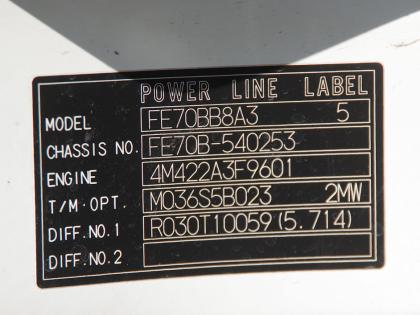 POWER LINE LABEL
MODEL FE70BB8A3 5
CHASSIS NO. FE70B-540253
ENGINE 4M422A3F9601
T/M·OPT. M036S5B023 2MW
DIFF.NO.1 R030T10059(5.714)
DIFF.NO.2